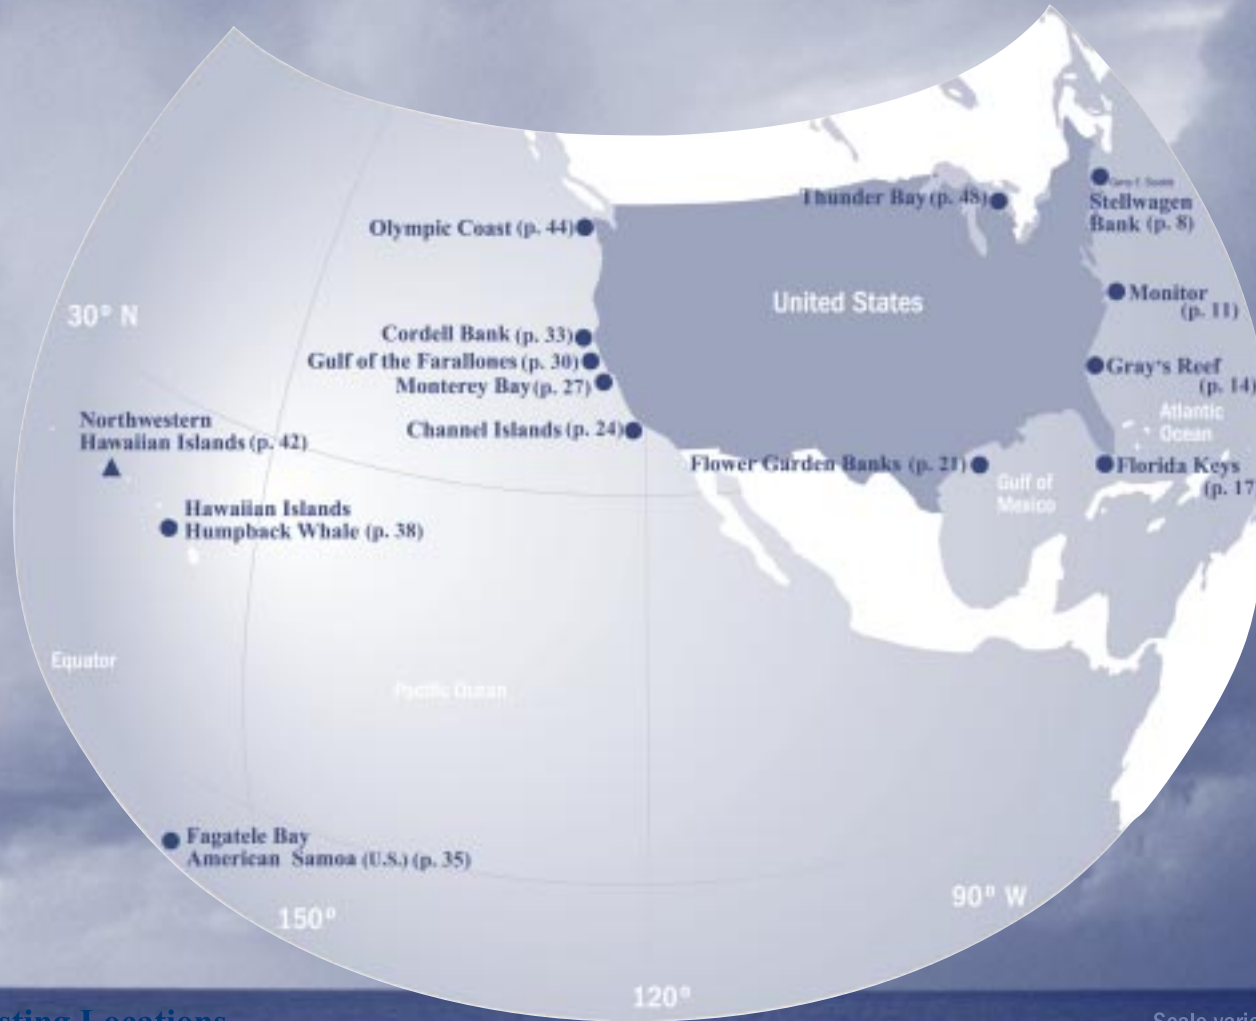 Thunder Bay (p. 48)
Stellwagen
Bank (p. 8)
Olympic Coast (p. 44)
Monitor
(p. 11)
United States
30° N
Cordell Bank (p. 33)
Gulf of the Farallones (p. 30)
Monterey Bay (p. 27)
Gray's Reef
(p. 14)
Atlantic
Ocean
Northwestern
Hawaiian Islands (p. 42)
Channel Islands (p. 24)
Flower Garden Banks (p. 21)
Gulf of
Mexico
Florida Keys
(p. 17
Hawaiian Islands
Humpback Whale (p. 38)
Equator
Pacific Ocean
Fagatele Bay
American Samoa (U.S.) (p. 35)
150°
90° W
120°
sting Locations
Scale